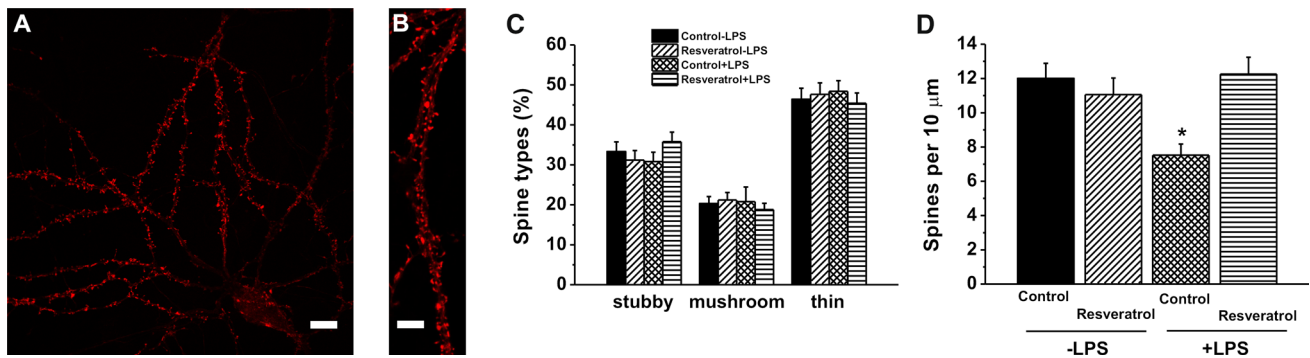 A
B
C
Control-LPS
Resveratrol-LPS
Control+LPS
Resveratrol+LPS
Spine types (%)
60
50
40
30
20
10
0
stubby mushroom thin
D
Spines per 10 μm
14
12
10
8
6
4
2
0
*
Control Control
Resveratrol Resveratrol
-LPS +LPS